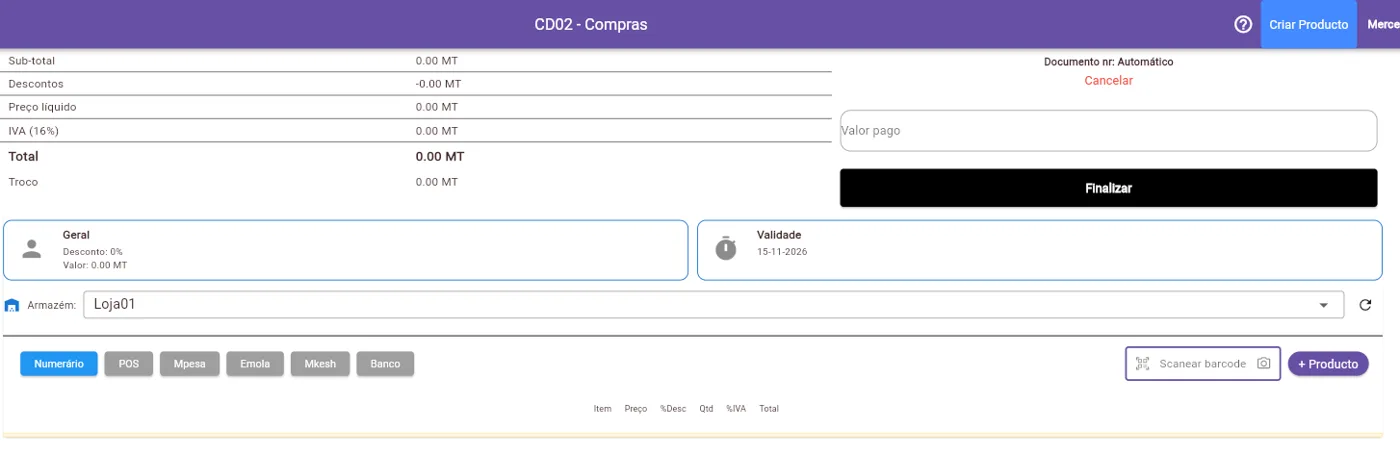 CD02 - Compras
Criar Producto
Merce
Sub-total 0.00 MT
Descontos -0.00 MT
Preço líquido 0.00 MT
IVA (16%) 0.00 MT
Total 0.00 MT
Troco 0.00 MT
Documento nr: Automático
Cancelar
Valor pago
Finalizar
Geral
Desconto: 0%
Valor: 0.00 MT
Validade
15-11-2026
Armazém: Loja01
Numerário POS Mpesa Emola Mkesh Banco
Scanear barcode
+ Producto
Item Preço %Desc Qtd %IVA Total